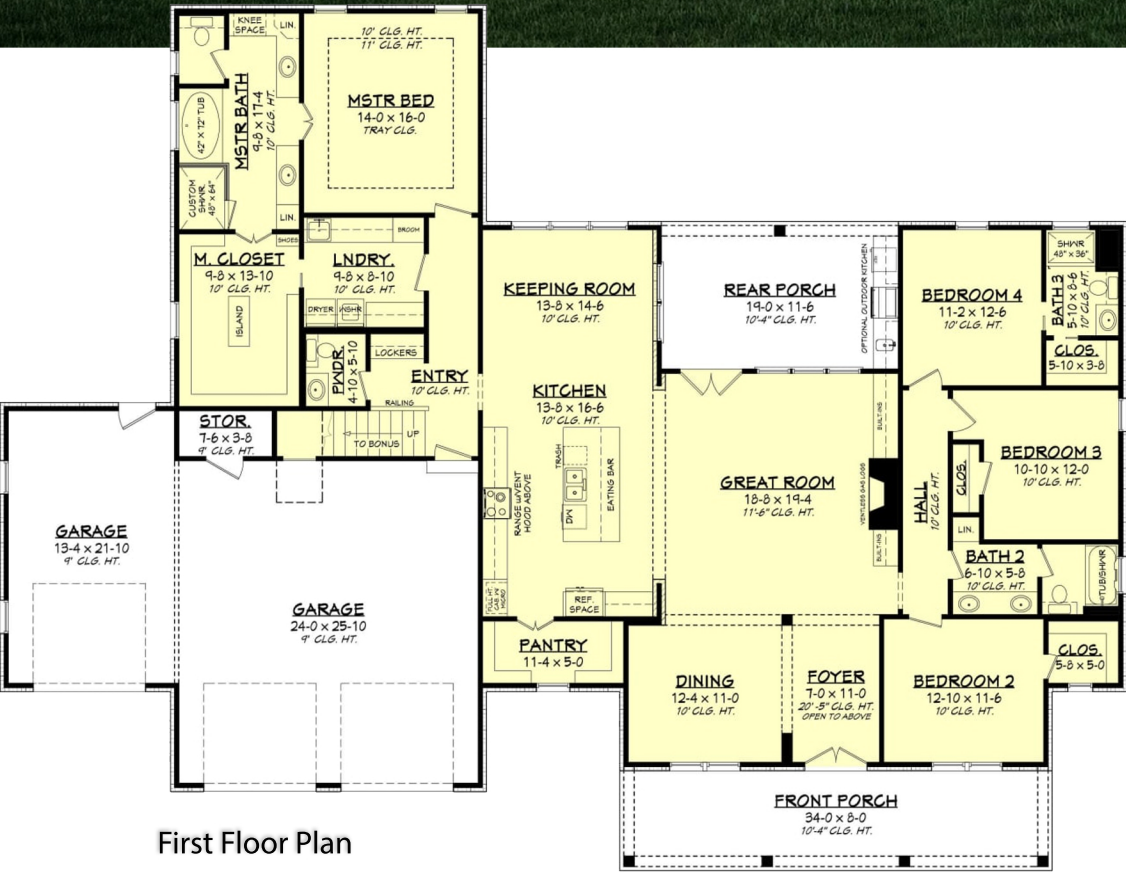 KNEE
SPACE
LIN.
MSTR BATH
9-8 x 17-4
10' CLG. HT.
42" X 72" TUB
CUSTOM
SHWR.
48" x 64"
LIN.
10' CLG. HT.
11' CLG. HT.
MSTR BED
14-0 x 16-0
TRAY CLG.
SHOES
M. CLOSET
9-8 x 13-10
10' CLG. HT.
ISLAND
BROOM
LNDRY.
9-8 x 8-10
10' CLG. HT.
DRYER
WSHR
PWDR.
4-10 x 5-10
LOCKERS
ENTRY
10' CLG. HT.
RAILING
UP
TO BONUS
STOR.
7-6 x 3-8
9' CLG. HT.
GARAGE
13-4 x 21-10
9' CLG. HT.
GARAGE
24-0 x 25-10
9' CLG. HT.
KEEPING ROOM
13-8 x 14-6
10' CLG. HT.
KITCHEN
13-8 x 16-6
10' CLG. HT.
RANGE W/VENT
HOOD ABOVE
TRASH
DW
EATING BAR
FULL HT.
CAB. W/
MICRO
REF.
SPACE
PANTRY
11-4 x 5-0
REAR PORCH
19-0 x 11-6
10'-4" CLG. HT.
OPTIONAL OUTDOOR KITCHEN
GREAT ROOM
18-8 x 19-4
11'-6" CLG. HT.
BUILT-INS
VENTLESS GAS LOGS
BUILT-INS
HALL
10' CLG. HT.
BEDROOM 4
11-2 x 12-6
10' CLG. HT.
SHWR
48" x 36"
BATH 3
5-10 x 8-6
10' CLG. HT.
CLOS.
5-10 x 3-8
BEDROOM 3
10-10 x 12-0
10' CLG. HT.
CLOS.
LIN.
BATH 2
6-10 x 5-8
10' CLG. HT.
TUB/SHWR
DINING
12-4 x 11-0
10' CLG. HT.
FOYER
7-0 x 11-0
20'-5" CLG. HT.
OPEN TO ABOVE
BEDROOM 2
12-10 x 11-6
10' CLG. HT.
CLOS.
5-8 x 5-0
FRONT PORCH
34-0 x 8-0
10'-4" CLG. HT.
First Floor Plan